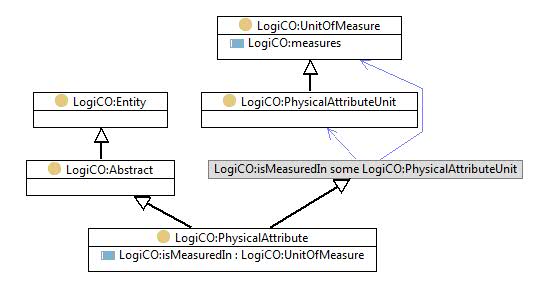 LogiCO:UnitOfMeasure
LogiCO:measures
LogiCO:PhysicalAttributeUnit
LogiCO:Entity
LogiCO:Abstract
LogiCO:isMeasuredIn some LogiCO:PhysicalAttributeUnit
LogiCO:PhysicalAttribute
LogiCO:isMeasuredIn : LogiCO:UnitOfMeasure